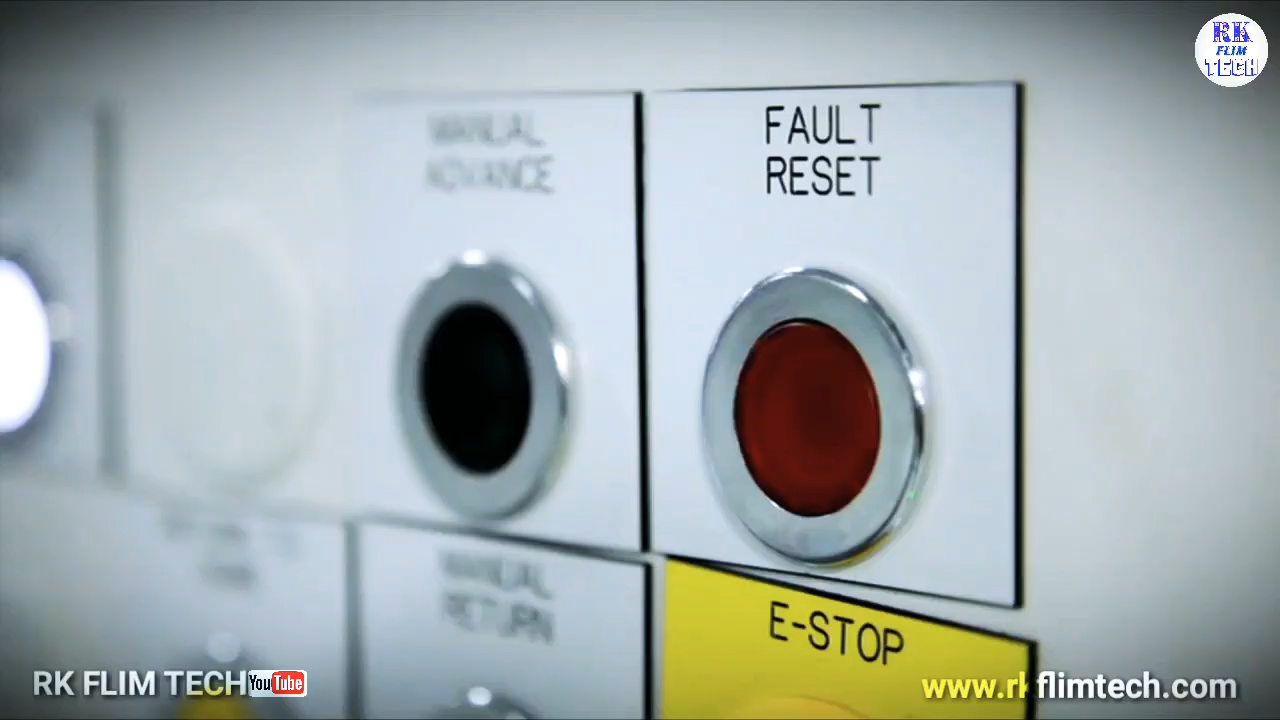 RK
FLIM
TECH
MANUAL
ADVANCE
FAULT
RESET
MANUAL
RETURN
E-STOP
RK FLIM TECH YouTube
www.rkflimtech.com